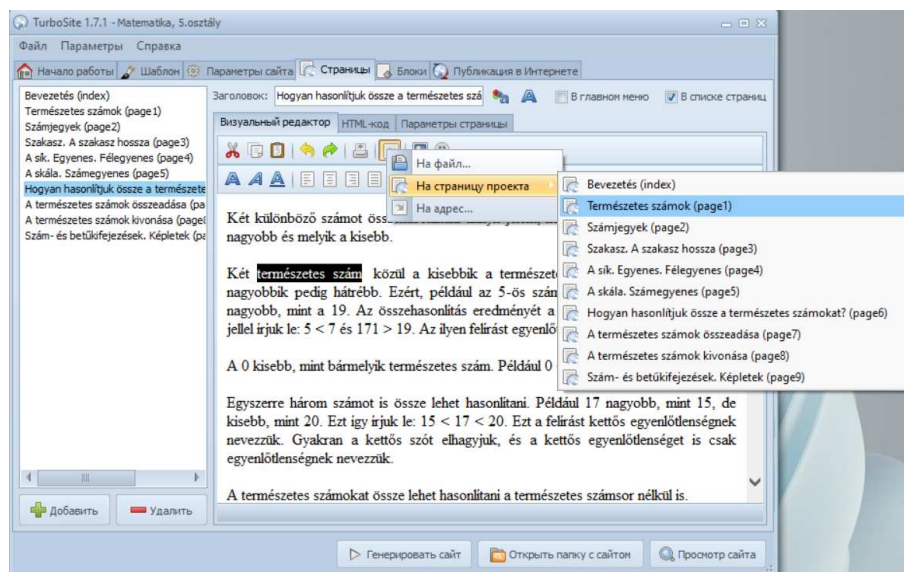 TurboSite 1.7.1 - Matematika, 5.osztály
Файл Параметры Справка
Начало работы Шаблон Параметры сайта Страницы Блоки Публикация в Интернете
Bevezetés (index)
Természetes számok (page1)
Számjegyek (page2)
Szakasz. A szakasz hossza (page3)
A sík. Egyenes. Félegyenes (page4)
A skála. Számegyenes (page5)
Hogyan hasonlítjuk össze a természete
A természetes számok összeadása (pa
A természetes számok kivonása (page8
Szám- és betűkifejezések. Képletek (pa
Добавить Удалить
Заголовок: Hogyan hasonlítjuk össze a természetes szá В главном меню В списке страниц
Визуальный редактор HTML-код Параметры страницы
На файл...
На страницу проекта
На адрес...
Bevezetés (index)
Természetes számok (page1)
Számjegyek (page2)
Szakasz. A szakasz hossza (page3)
A sík. Egyenes. Félegyenes (page4)
A skála. Számegyenes (page5)
Hogyan hasonlítjuk össze a természetes számokat? (page6)
A természetes számok összeadása (page7)
A természetes számok kivonása (page8)
Szám- és betűkifejezések. Képletek (page9)
Két különböző számot öss
nagyobb és melyik a kisebb.
Két természetes szám közül a kisebbik a természete
nagyobbik pedig hátrébb. Ezért, például az 5-ös szám
nagyobb, mint a 19. Az összehasonlítás eredményét a
jellel írjuk le: 5 < 7 és 171 > 19. Az ilyen felírást egyenlő
A 0 kisebb, mint bármelyik természetes szám. Például 0
Egyszerre három számot is össze lehet hasonlítani. Például 17 nagyobb, mint 15, de
kisebb, mint 20. Ezt így írjuk le: 15 < 17 < 20. Ezt a felírást kettős egyenlőtlenségnek
nevezzük. Gyakran a kettős szót elhagyjuk, és a kettős egyenlőtlenséget is csak
egyenlőtlenségnek nevezzük.
A természetes számokat össze lehet hasonlítani a természetes számsor nélkül is.
Генерировать сайт Открыть папку с сайтом Просмотр сайта